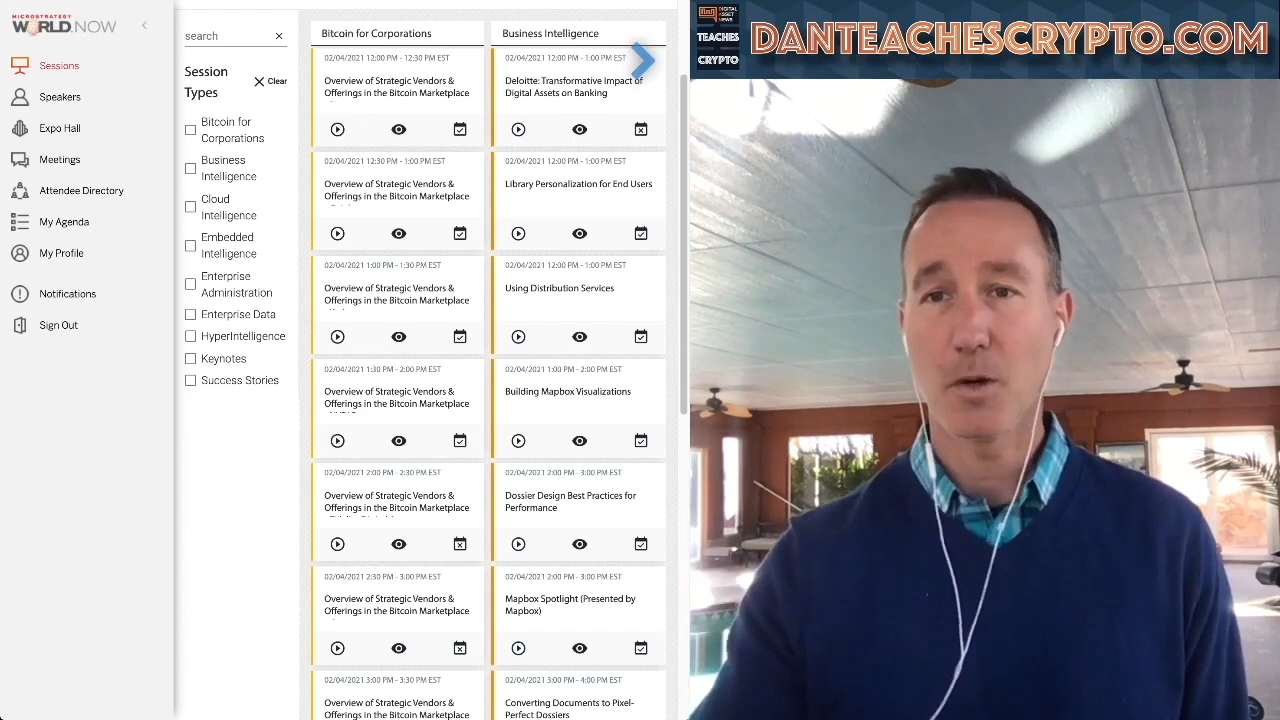 MICROSTRATEGY
WORLD.NOW
Sessions
Speakers
Expo Hall
Meetings
Attendee Directory
My Agenda
My Profile
Notifications
Sign Out
search
Session
Types
Clear
Bitcoin for
Corporations
Business
Intelligence
Cloud
Intelligence
Embedded
Intelligence
Enterprise
Administration
Enterprise Data
HyperIntelligence
Keynotes
Success Stories
Bitcoin for Corporations
02/04/2021 12:00 PM - 12:30 PM EST
Overview of Strategic Vendors &
Offerings in the Bitcoin Marketplace
02/04/2021 12:30 PM - 1:00 PM EST
Overview of Strategic Vendors &
Offerings in the Bitcoin Marketplace
02/04/2021 1:00 PM - 1:30 PM EST
Overview of Strategic Vendors &
Offerings in the Bitcoin Marketplace
02/04/2021 1:30 PM - 2:00 PM EST
Overview of Strategic Vendors &
Offerings in the Bitcoin Marketplace
02/04/2021 2:00 PM - 2:30 PM EST
Overview of Strategic Vendors &
Offerings in the Bitcoin Marketplace
02/04/2021 2:30 PM - 3:00 PM EST
Overview of Strategic Vendors &
Offerings in the Bitcoin Marketplace
02/04/2021 3:00 PM - 3:30 PM EST
Overview of Strategic Vendors &
Offerings in the Bitcoin Marketplace
Business Intelligence
02/04/2021 12:00 PM - 1:00 PM EST
Deloitte: Transformative Impact of
Digital Assets on Banking
02/04/2021 12:00 PM - 1:00 PM EST
Library Personalization for End Users
02/04/2021 12:00 PM - 1:00 PM EST
Using Distribution Services
02/04/2021 1:00 PM - 2:00 PM EST
Building Mapbox Visualizations
02/04/2021 2:00 PM - 3:00 PM EST
Dossier Design Best Practices for
Performance
02/04/2021 2:00 PM - 3:00 PM EST
Mapbox Spotlight (Presented by
Mapbox)
02/04/2021 3:00 PM - 4:00 PM EST
Converting Documents to Pixel-
Perfect Dossiers
DIGITAL
ASSET
NEWS
TEACHES
CRYPTO
DANTEACHESCRYPTO.COM